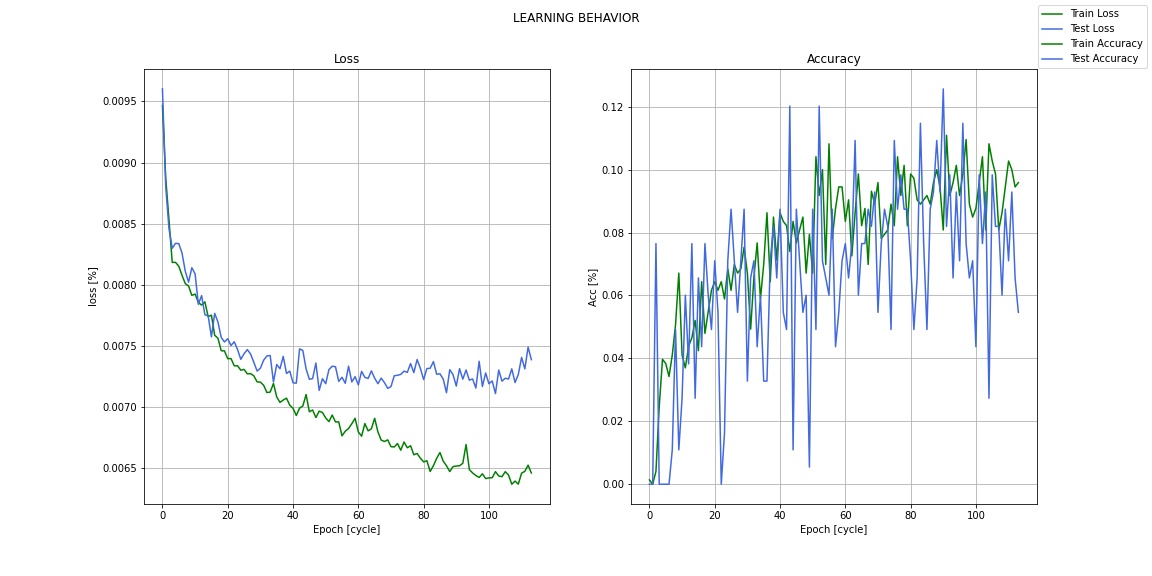 LEARNING BEHAVIOR
Train Loss
Test Loss
Train Accuracy
Test Accuracy
Loss
0.0095
0.0090
0.0085
0.0080
0.0075
0.0070
0.0065
loss [%]
0 20 40 60 80 100
Epoch [cycle]
Accuracy
0.12
0.10
0.08
0.06
0.04
0.02
0.00
Acc [%]
0 20 40 60 80 100
Epoch [cycle]